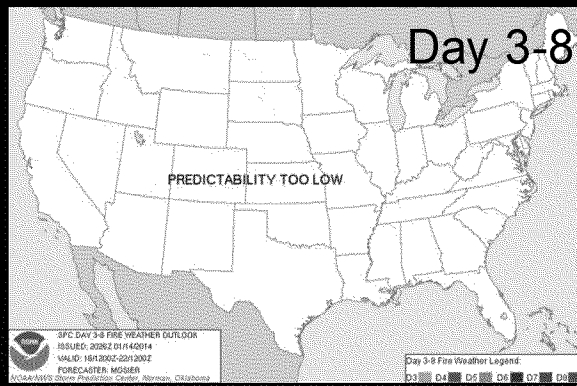 Day 3-8
PREDICTABILITY TOO LOW
SPC DAY 3-8 FIRE WEATHER OUTLOOK
ISSUED: 2026Z 01/14/2014
VALID: 16/1200Z-22/1200Z
FORECASTER: MOSIER
NOAA/NWS Storm Prediction Center, Norman, Oklahoma
Day 3-8 Fire Weather Legend:
D3 D4 D5 D6 D7 D8